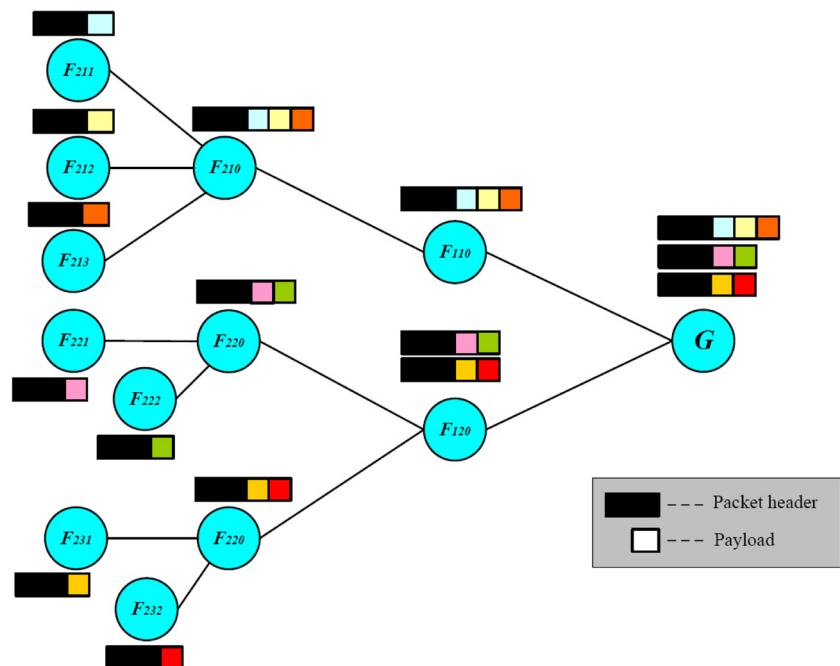 F211
F212
F210
F213
F110
F221
F220
G
F222
F120
F231
F220
F232
--- Packet header
--- Payload